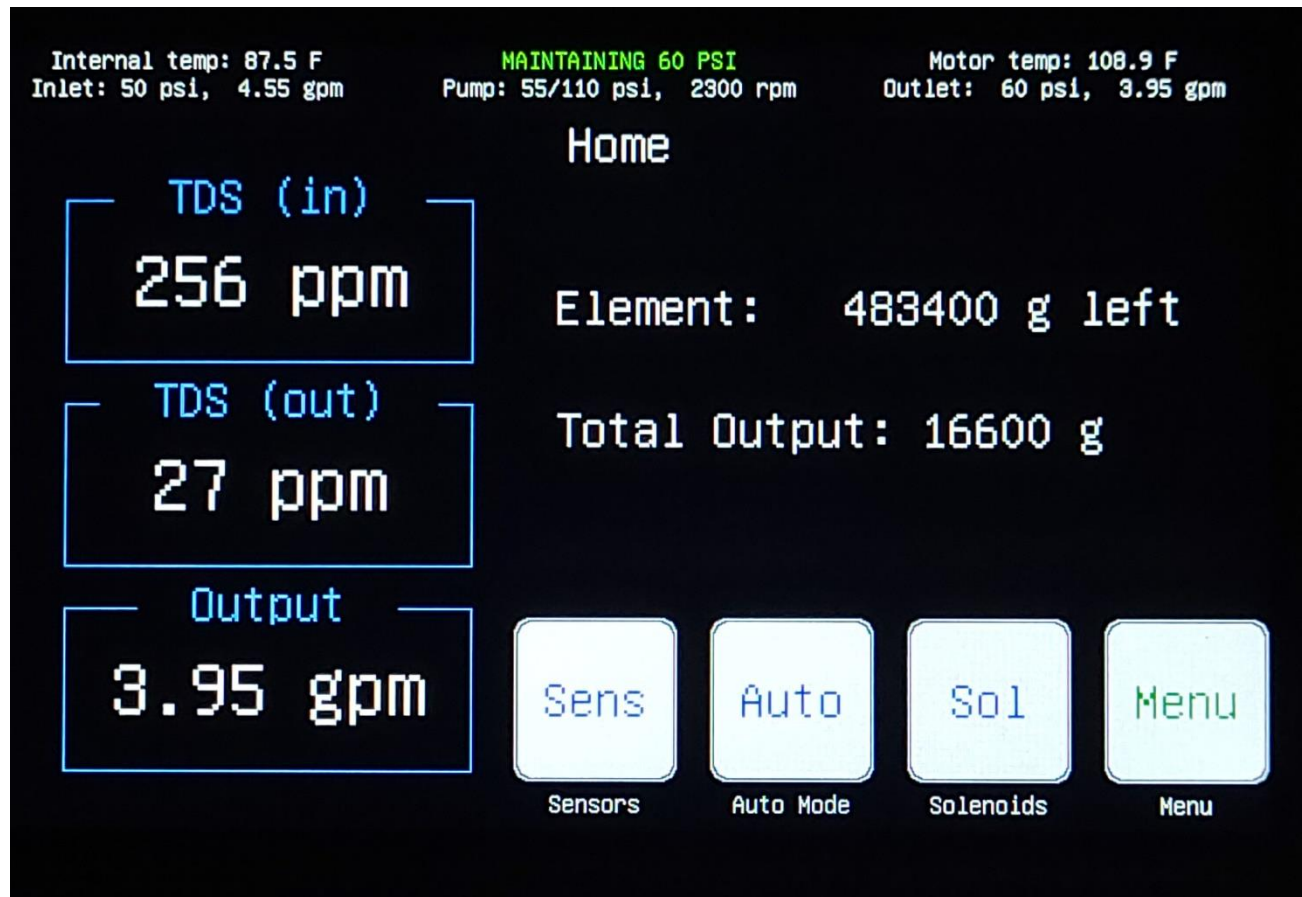 Internal temp: 87.5 F
MAINTAINING 60 PSI
Motor temp: 108.9 F
Inlet: 50 psi, 4.55 gpm
Pump: 55/110 psi, 2300 rpm
Outlet: 60 psi, 3.95 gpm
Home
TDS (in)
256 ppm
Element: 483400 g left
TDS (out)
27 ppm
Total Output: 16600 g
Output
3.95 gpm
Sens
Auto
Sol
Menu
Sensors
Auto Mode
Solenoids
Menu